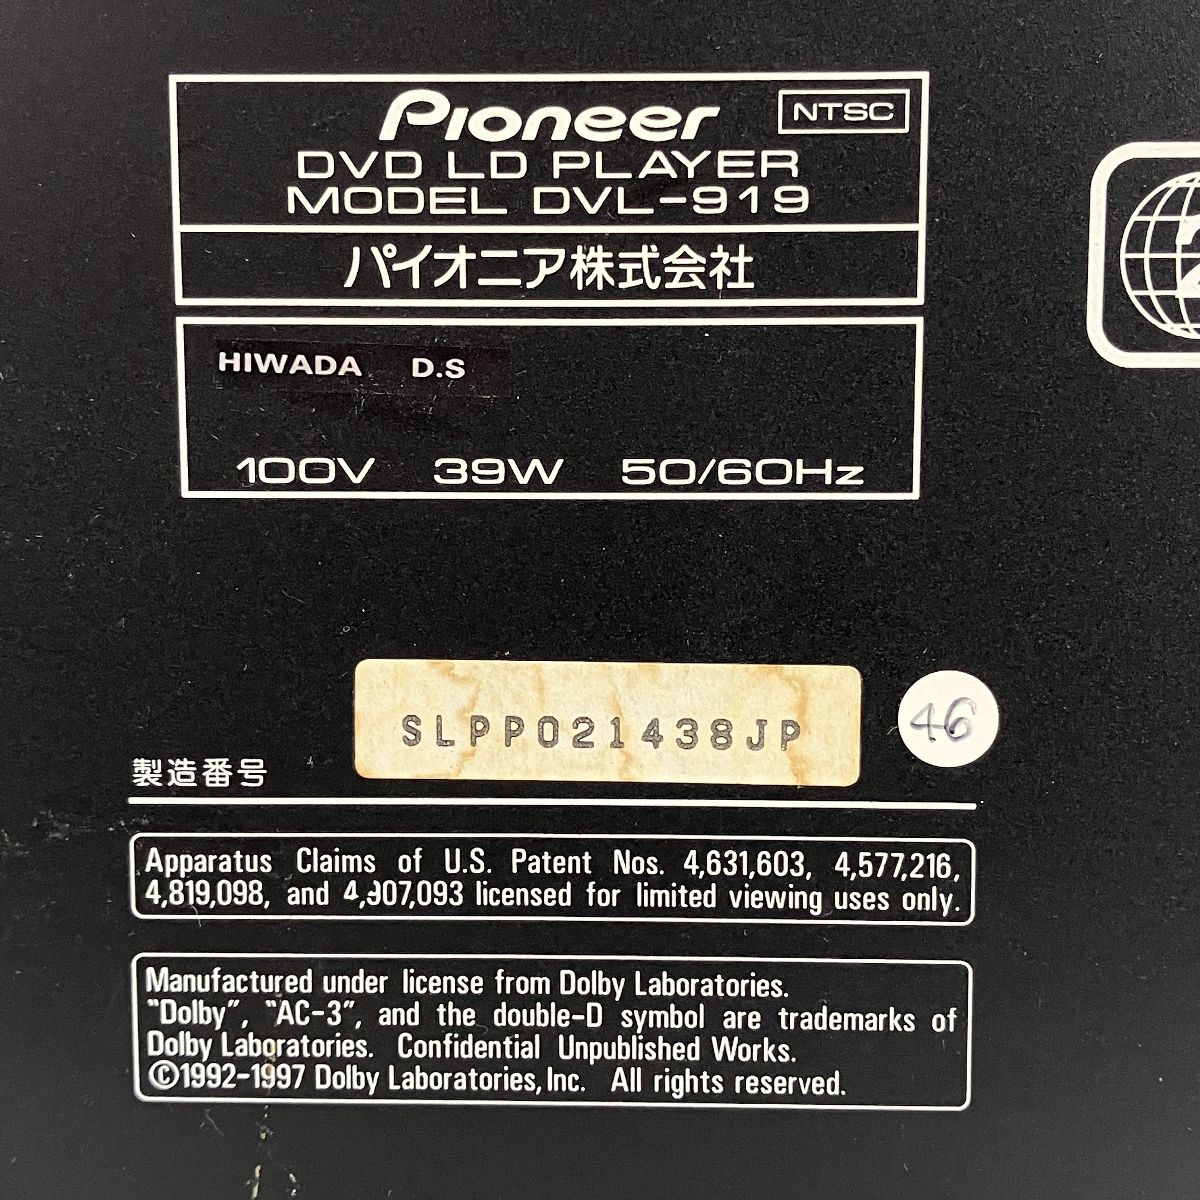 Pioneer
NTSC
DVD LD PLAYER
MODEL DVL-919
パイオニア株式会社
HIWADA D.S
100V 39W 50/60Hz
SLPP021438JP
46
製造番号
Apparatus Claims of U.S. Patent Nos. 4,631,603, 4,577,216,
4,819,098, and 4,907,093 licensed for limited viewing uses only.
Manufactured under license from Dolby Laboratories.
"Dolby", "AC-3", and the double-D symbol are trademarks of
Dolby Laboratories. Confidential Unpublished Works.
©1992-1997 Dolby Laboratories, Inc. All rights reserved.